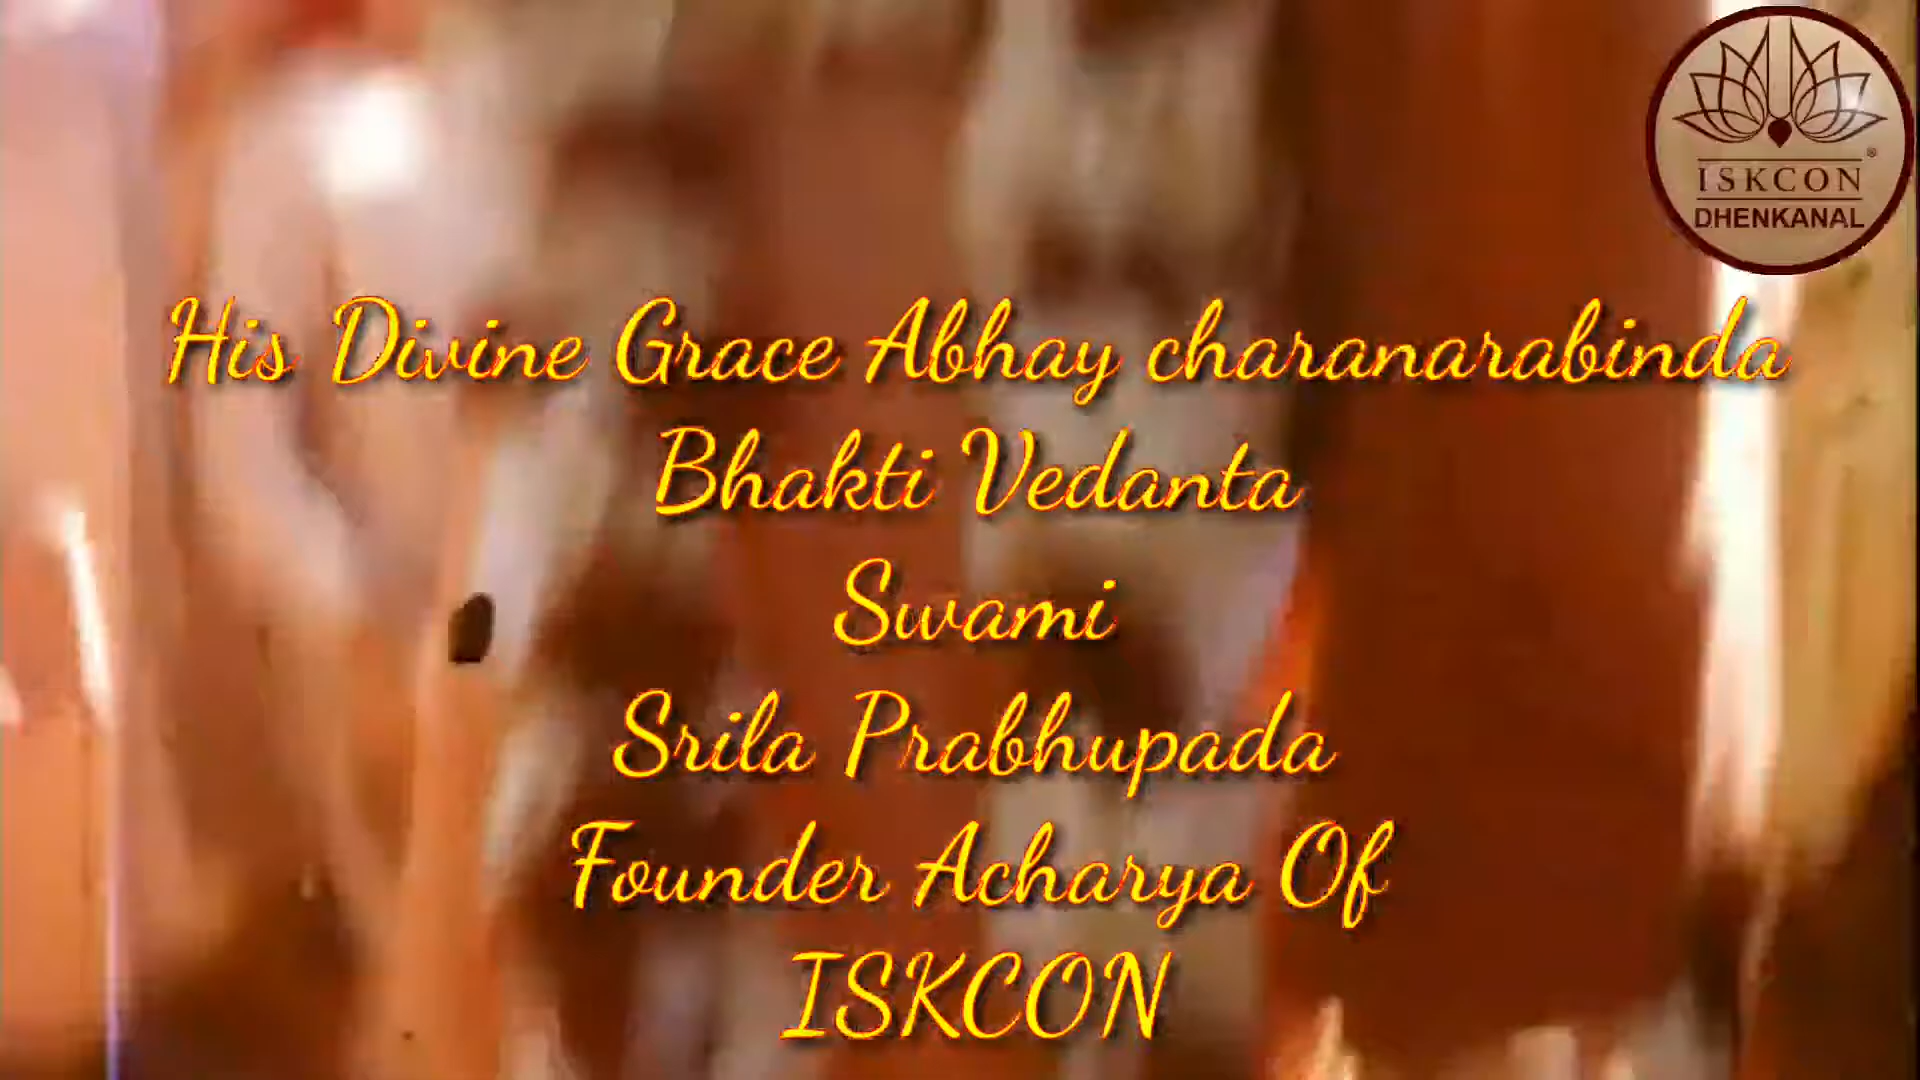 ISKCON®
DHENKANAL
His Divine Grace Abhay charanarabinda
Bhakti Vedanta
Swami
Srila Prabhupada
Founder Acharya Of
ISKCON